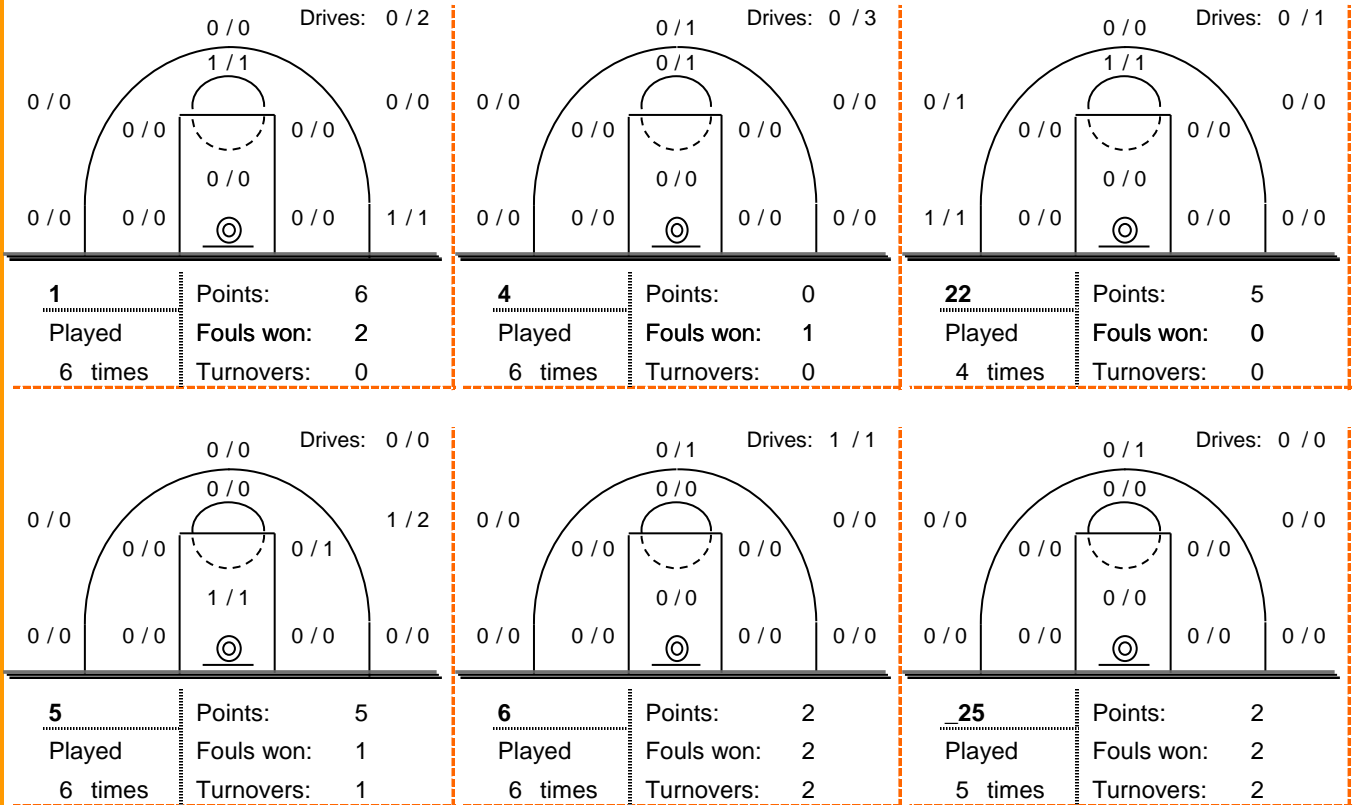 0 / 0 Drives: 0 / 2
1 / 1
0 / 0 0 / 0
0 / 0 0 / 0
0 / 0
0 / 0 0 / 0 0 / 0 1 / 1
1 Points: 6
Played Fouls won: 2
6 times Turnovers: 0
0 / 1 Drives: 0 / 3
0 / 1
0 / 0 0 / 0
0 / 0 0 / 0
0 / 0
0 / 0 0 / 0 0 / 0 0 / 0
4 Points: 0
Played Fouls won: 1
6 times Turnovers: 0
0 / 0 Drives: 0 / 1
1 / 1
0 / 1 0 / 0
0 / 0 0 / 0
0 / 0
1 / 1 0 / 0 0 / 0 0 / 0
22 Points: 5
Played Fouls won: 0
4 times Turnovers: 0
0 / 0 Drives: 0 / 0
0 / 0
0 / 0 1 / 2
0 / 0 0 / 1
1 / 1
0 / 0 0 / 0 0 / 0 0 / 0
5 Points: 5
Played Fouls won: 1
6 times Turnovers: 1
0 / 1 Drives: 1 / 1
0 / 0
0 / 0 0 / 0
0 / 0 0 / 0
0 / 0
0 / 0 0 / 0 0 / 0 0 / 0
6 Points: 2
Played Fouls won: 2
6 times Turnovers: 2
0 / 1 Drives: 0 / 0
0 / 0
0 / 0 0 / 0
0 / 0 0 / 0
0 / 0
0 / 0 0 / 0 0 / 0 0 / 0
_25 Points: 2
Played Fouls won: 2
5 times Turnovers: 2